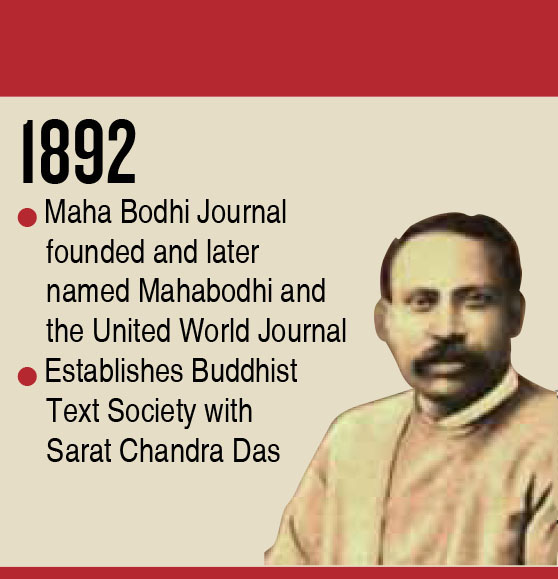 1892
Maha Bodhi Journal
founded and later
named Mahabodhi and
the United World Journal
Establishes Buddhist
Text Society with
Sarat Chandra Das